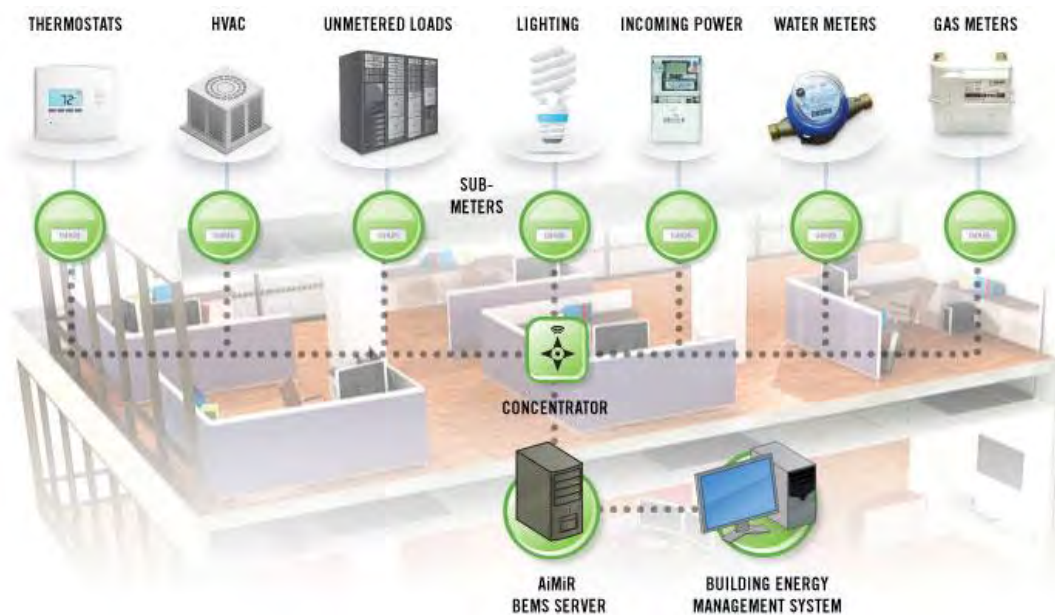 THERMOSTATS
HVAC
UNMETERED LOADS
LIGHTING
INCOMING POWER
WATER METERS
GAS METERS
72°
SUB-
METERS
CONCENTRATOR
AiMiR
BEMS SERVER
BUILDING ENERGY
MANAGEMENT SYSTEM